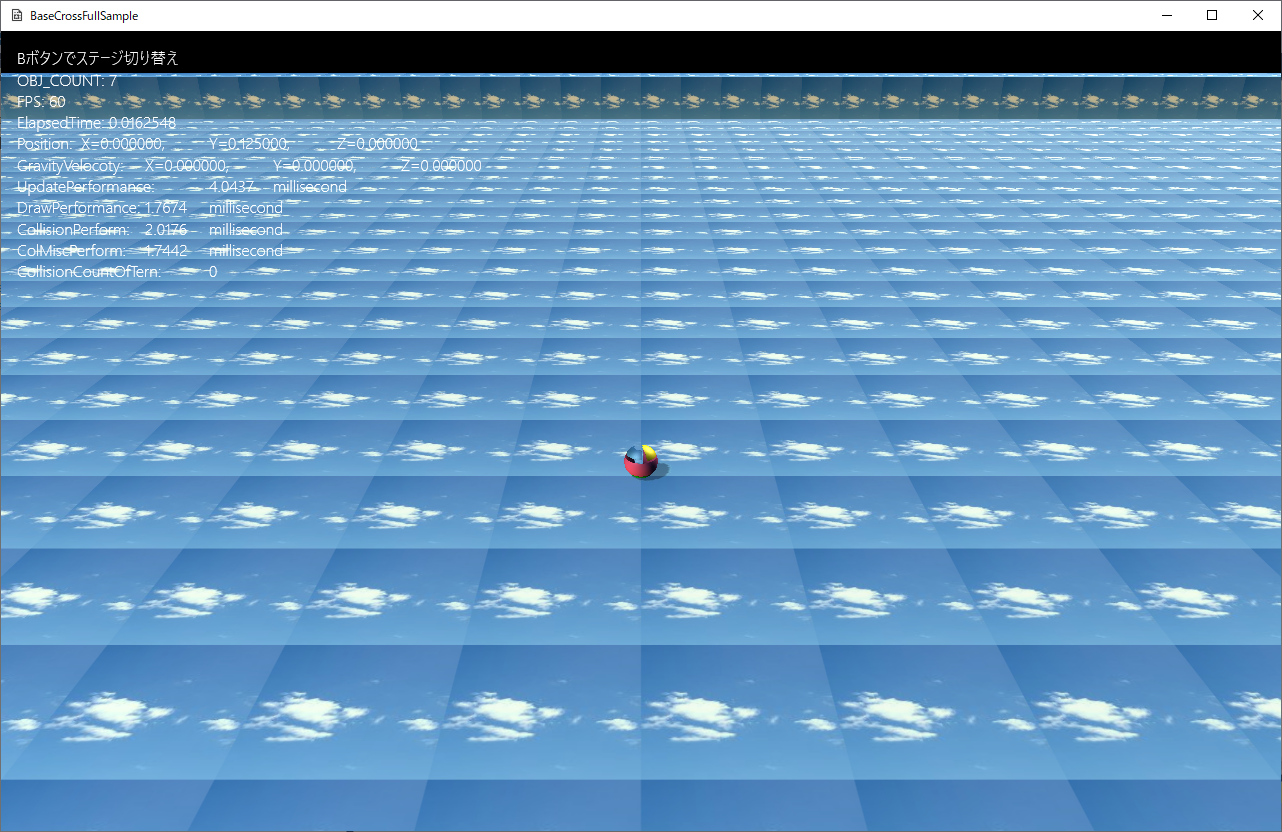 BaseCrossFullSample
Bボタンでステージ切り替え
OBJ_COUNT: 7
FPS: 60
ElapsedTime: 0.0162548
Position: X=0.000000, Y=0.125000, Z=0.000000
GravityVelocoty: X=0.000000, Y=0.000000, Z=0.000000
UpdatePerformance: 4.0437 millisecond
DrawPerformance: 1.7674 millisecond
CollisionPerform: 2.0176 millisecond
ColMiscPerform: 1.7442 millisecond
CollisionCountOfTern: 0